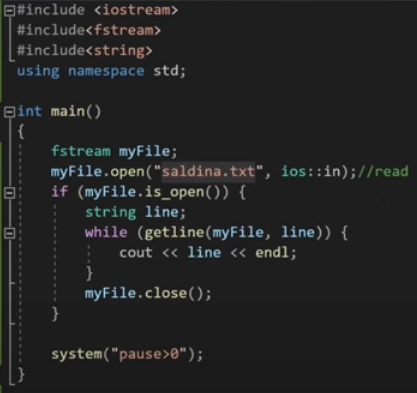 #include <iostream>
#include<fstream>
#include<string>
using namespace std;

int main()
{
    fstream myFile;
    myFile.open("saldina.txt", ios::in);//read
    if (myFile.is_open()) {
        string line;
        while (getline(myFile, line)) {
            cout << line << endl;
        }
        myFile.close();
    }

    system("pause>0");
}